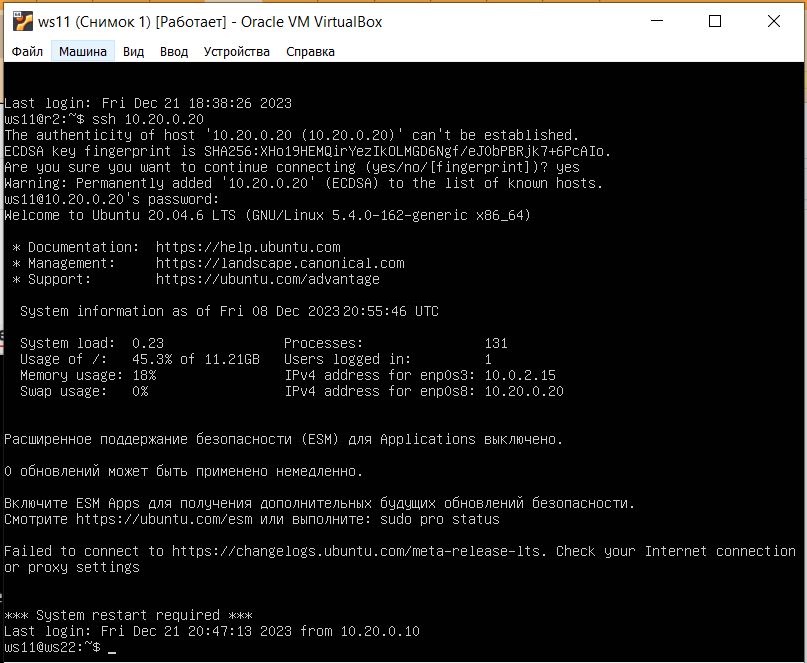 ws11 (Снимок 1) [Работает] - Oracle VM VirtualBox
Файл Машина Вид Ввод Устройства Справка
Last login: Fri Dec 21 18:38:26 2023
ws11@r2:~$ ssh 10.20.0.20
The authenticity of host '10.20.0.20 (10.20.0.20)' can't be established.
ECDSA key fingerprint is SHA256:XHo19HEMQirYezIkOLMGD6Ngf/eJ0bPBRjk7+6PcAIo.
Are you sure you want to continue connecting (yes/no/[fingerprint])? yes
Warning: Permanently added '10.20.0.20' (ECDSA) to the list of known hosts.
ws11@10.20.0.20's password:
Welcome to Ubuntu 20.04.6 LTS (GNU/Linux 5.4.0-162-generic x86_64)
* Documentation: https://help.ubuntu.com
* Management: https://landscape.canonical.com
* Support: https://ubuntu.com/advantage
System information as of Fri 08 Dec 2023 20:55:46 UTC
System load: 0.23 Processes: 131
Usage of /: 45.3% of 11.21GB Users logged in: 1
Memory usage: 18% IPv4 address for enp0s3: 10.0.2.15
Swap usage: 0% IPv4 address for enp0s8: 10.20.0.20
Расширенное поддержание безопасности (ESM) для Applications выключено.
0 обновлений может быть применено немедленно.
Включите ESM Apps для получения дополнительных будущих обновлений безопасности.
Смотрите https://ubuntu.com/esm или выполните: sudo pro status
Failed to connect to https://changelogs.ubuntu.com/meta-release-lts. Check your Internet connection
or proxy settings
*** System restart required ***
Last login: Fri Dec 21 20:47:13 2023 from 10.20.0.10
ws11@ws22:~$ _